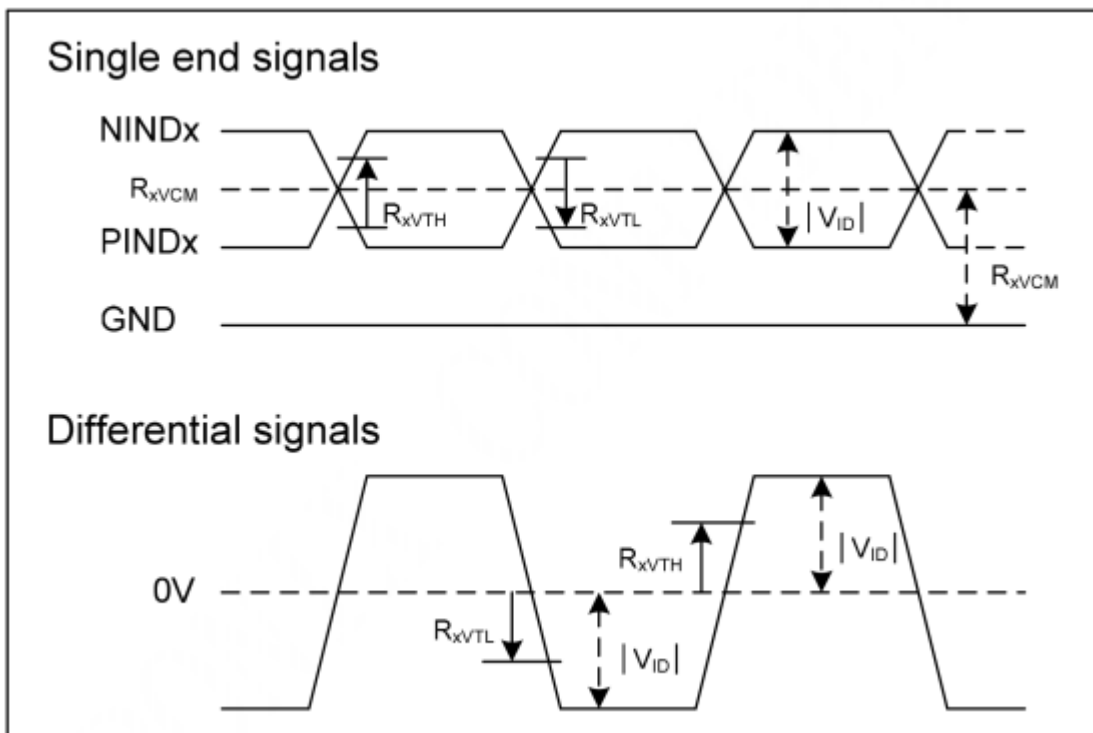 Single end signals
NINDx
RxVCM
RxVTH
RxVTL
|VID|
PINDx
RxVCM
GND
Differential signals
RxVTH
|VID|
0V
RxVTL
|VID|